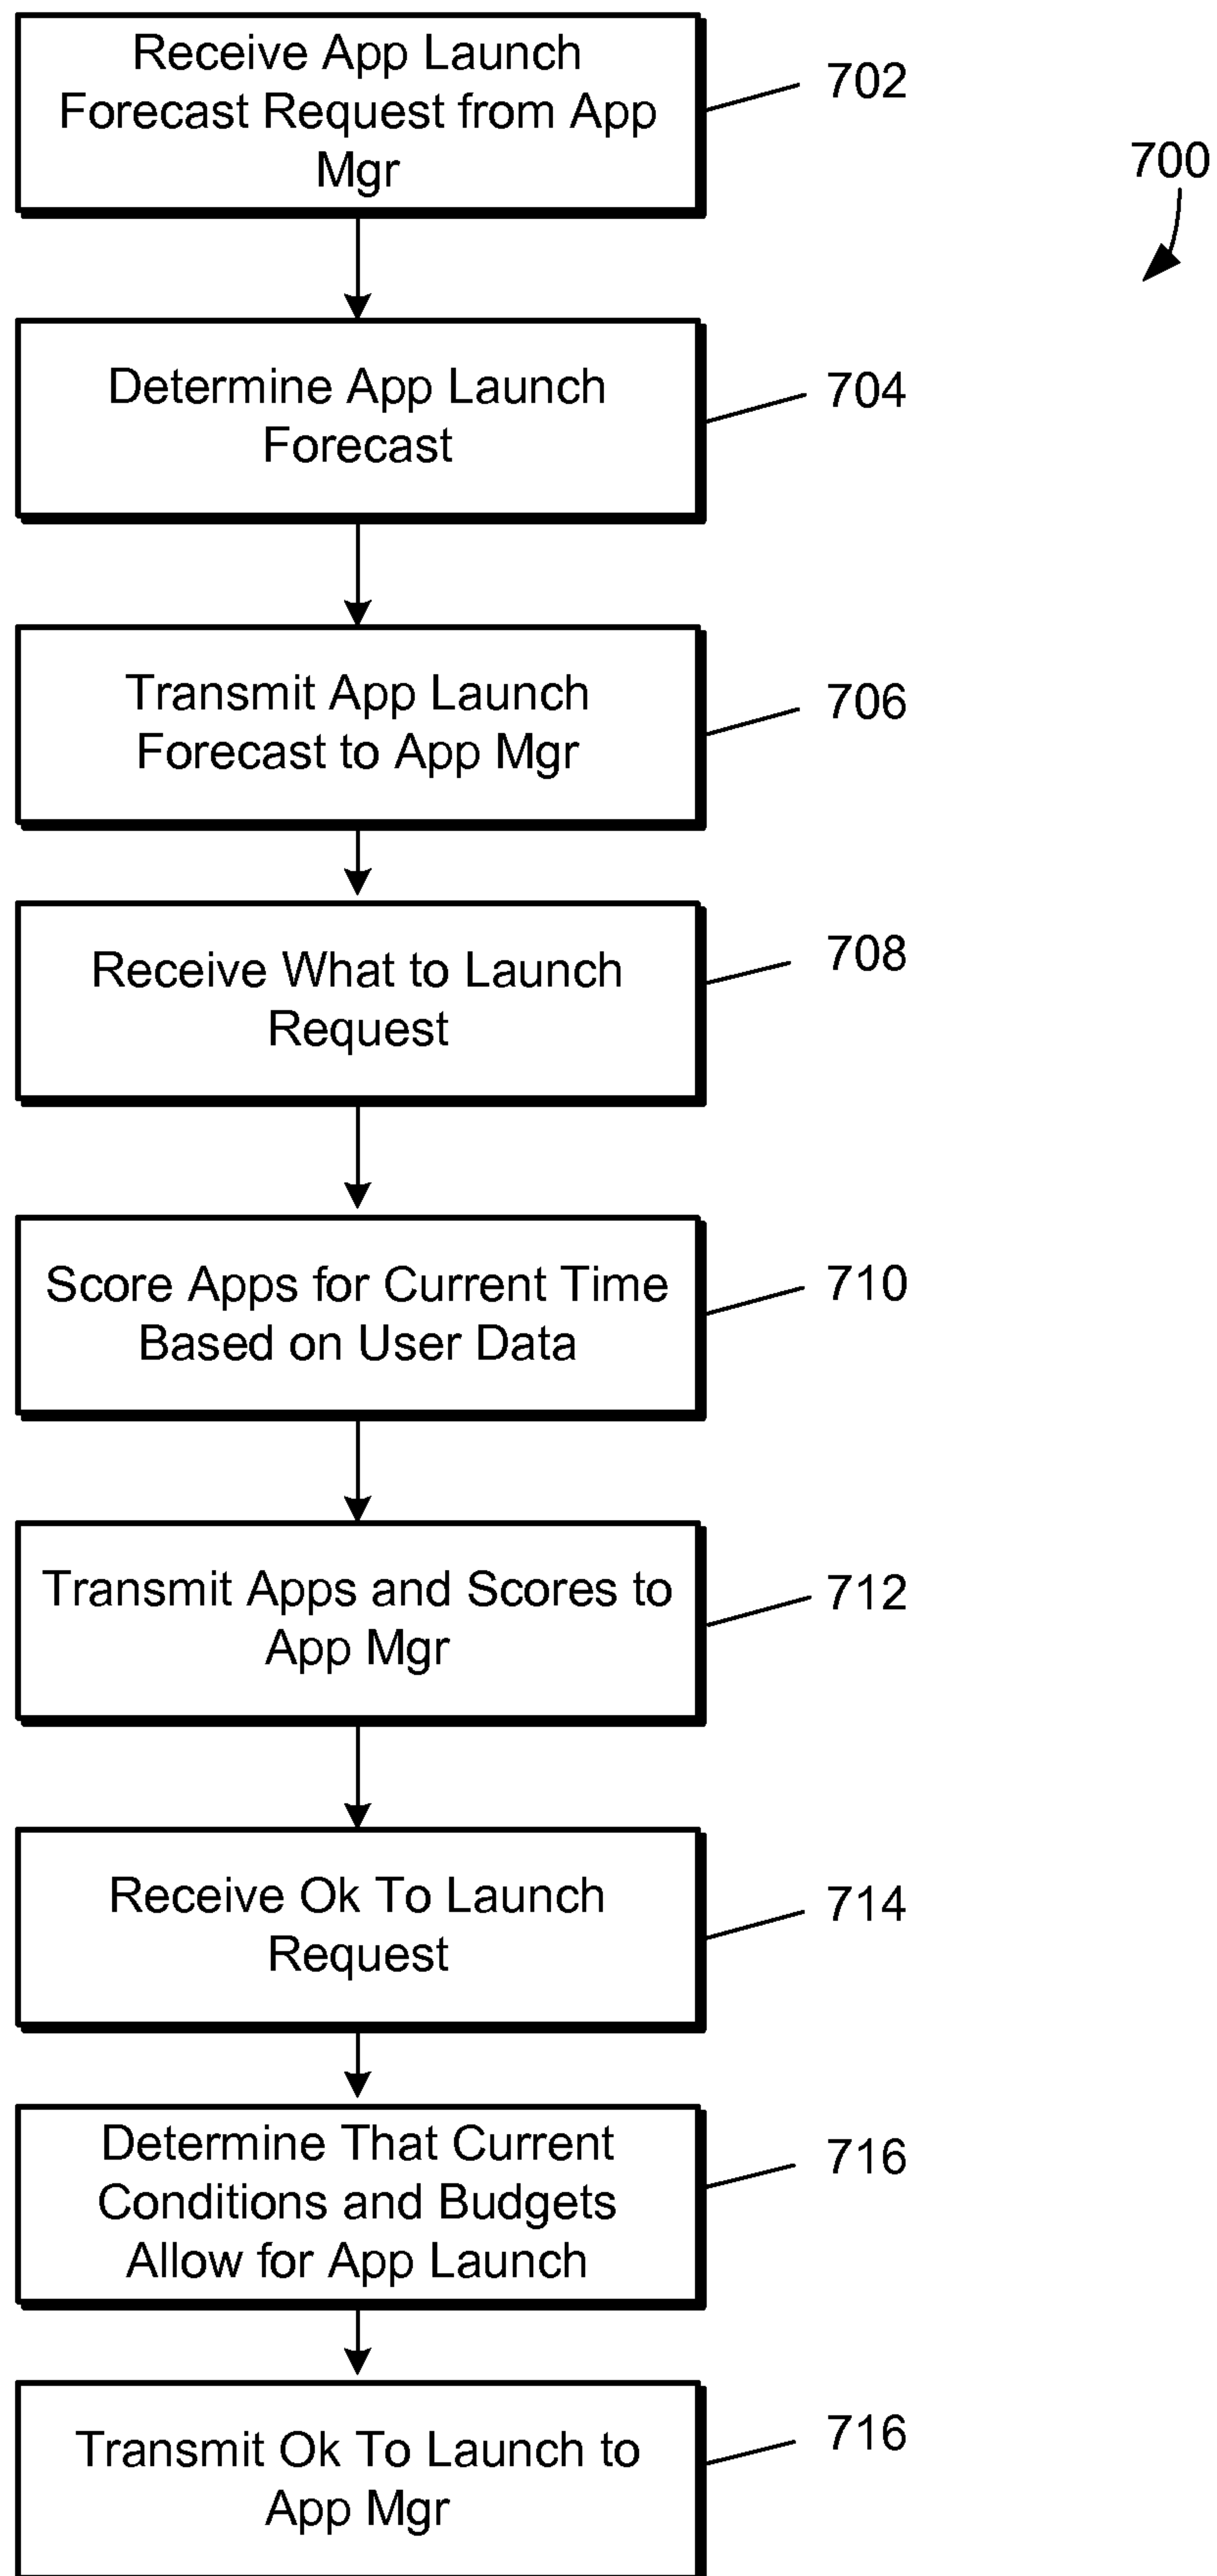 Receive App Launch
Forecast Request from App
Mgr
702
700
Determine App Launch
Forecast
704
Transmit App Launch
Forecast to App Mgr
706
Receive What to Launch
Request
708
Score Apps for Current Time
Based on User Data
710
Transmit Apps and Scores to
App Mgr
712
Receive Ok To Launch
Request
714
Determine That Current
Conditions and Budgets
Allow for App Launch
716
Transmit Ok To Launch to
App Mgr
716